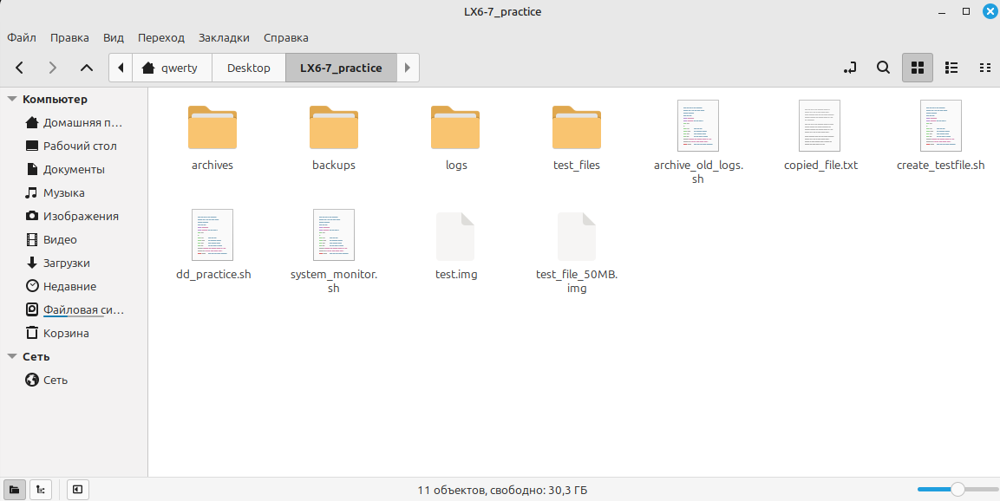 LX6-7_practice
Файл Правка Вид Переход Закладки Справка
qwerty Desktop LX6-7_practice
Компьютер
Домашняя п...
Рабочий стол
Документы
Музыка
Изображения
Видео
Загрузки
Недавние
Файловая си...
Корзина
Сеть
Сеть
archives backups logs test_files archive_old_logs. copied_file.txt create_testfile.sh
sh
dd_practice.sh system_monitor. test.img test_file_50MB.
sh img
11 объектов, свободно: 30,3 ГБ